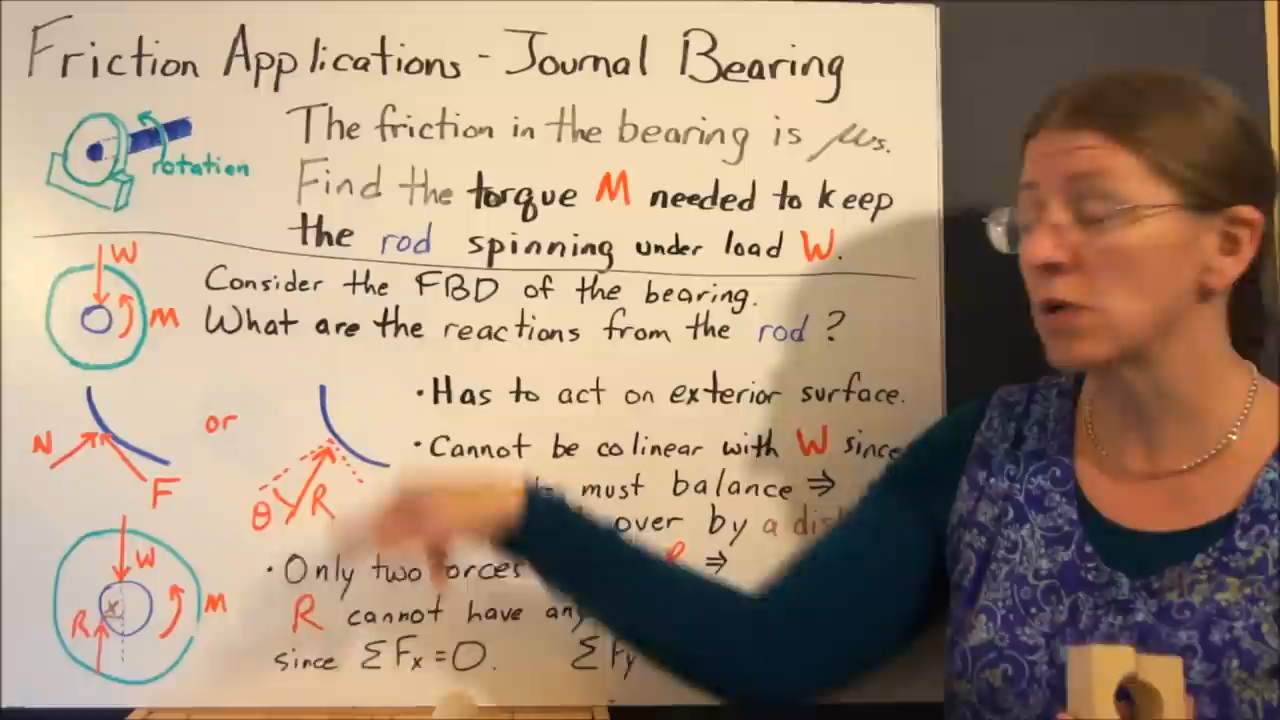 Friction Applications - Journal Bearing
rotation
The friction in the bearing is μs.
Find the torque M needed to keep
the rod spinning under load W.
W
M
Consider the FBD of the bearing.
What are the reactions from the rod?
N
F
or
θ
R
• Has to act on exterior surface.
• Cannot be colinear with W since
must balance ⇒
over by a
⇒
W
R
x
M
• Only two forces
R cannot have any
since ΣFx = 0. ΣFy